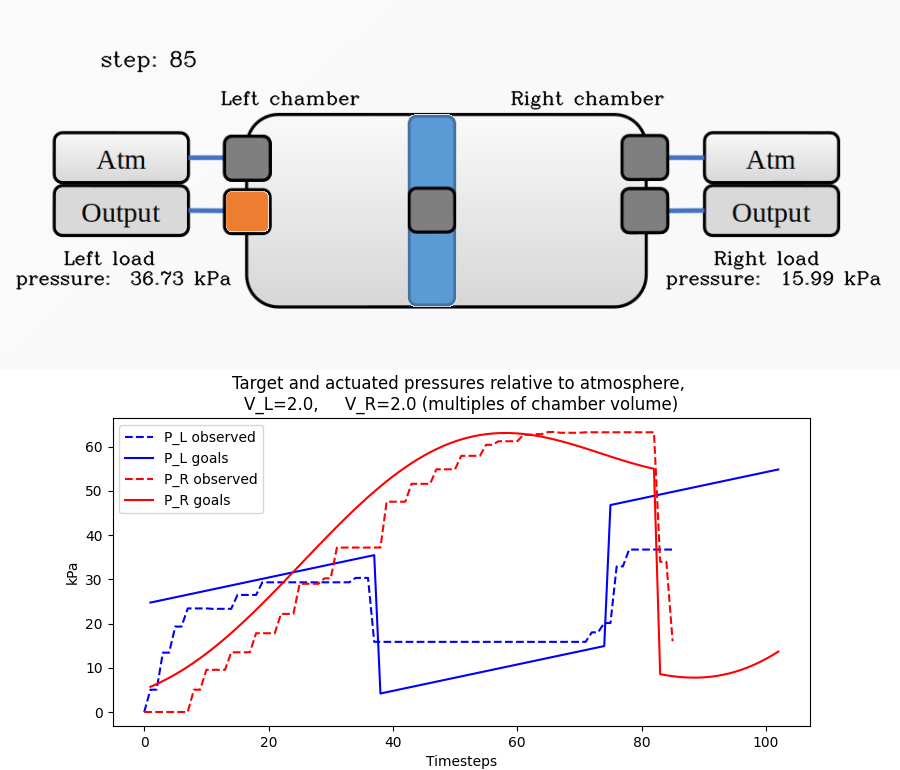 step: 85
Left chamber
Right chamber
Atm
Atm
Output
Output
Left load
pressure: 36.73 kPa
Right load
pressure: 15.99 kPa
Target and actuated pressures relative to atmosphere,
V_L=2.0, V_R=2.0 (multiples of chamber volume)
P_L observed
P_L goals
P_R observed
P_R goals
kPa
60
50
40
30
20
10
0
0 20 40 60 80 100
Timesteps